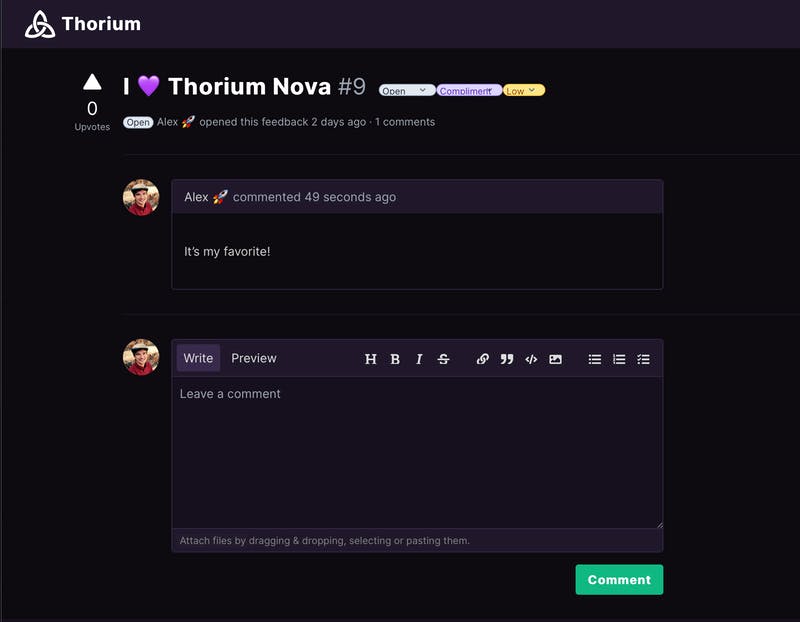 Thorium
I 💜 Thorium Nova #9 Open Compliment Low
0
Upvotes
Open Alex 🚀 opened this feedback 2 days ago · 1 comments
Alex 🚀 commented 49 seconds ago
It’s my favorite!
Write Preview H B I S
Leave a comment
Attach files by dragging & dropping, selecting or pasting them.
Comment